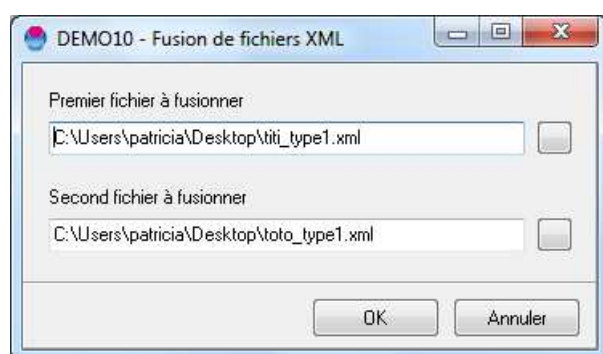 DEMO10 - Fusion de fichiers XML
Premier fichier à fusionner
C:\Users\patricia\Desktop\titi_type1.xml
Second fichier à fusionner
C:\Users\patricia\Desktop\toto_type1.xml
OK Annuler